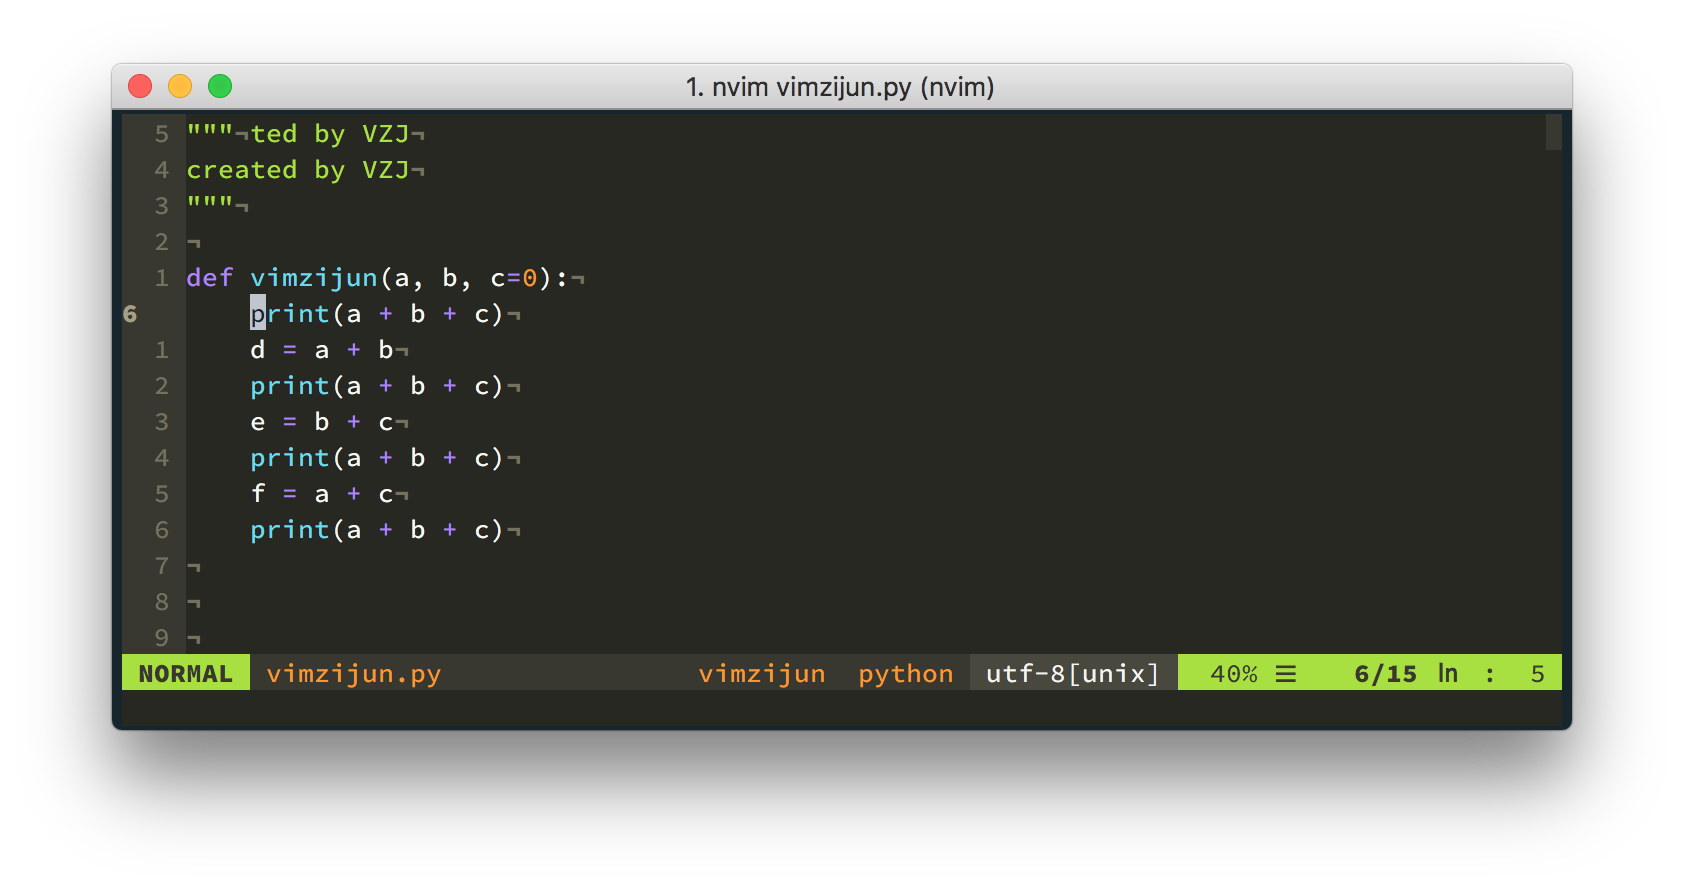 1. nvim vimzijun.py (nvim)
5 """¬ted by VZJ¬
4 created by VZJ¬
3 """¬
2 ¬
1 def vimzijun(a, b, c=0):¬
6     print(a + b + c)¬
1     d = a + b¬
2     print(a + b + c)¬
3     e = b + c¬
4     print(a + b + c)¬
5     f = a + c¬
6     print(a + b + c)¬
7 ¬
8 ¬
9 ¬
NORMAL vimzijun.py vimzijun python utf-8[unix] 40% ☰ 6/15 ln : 5